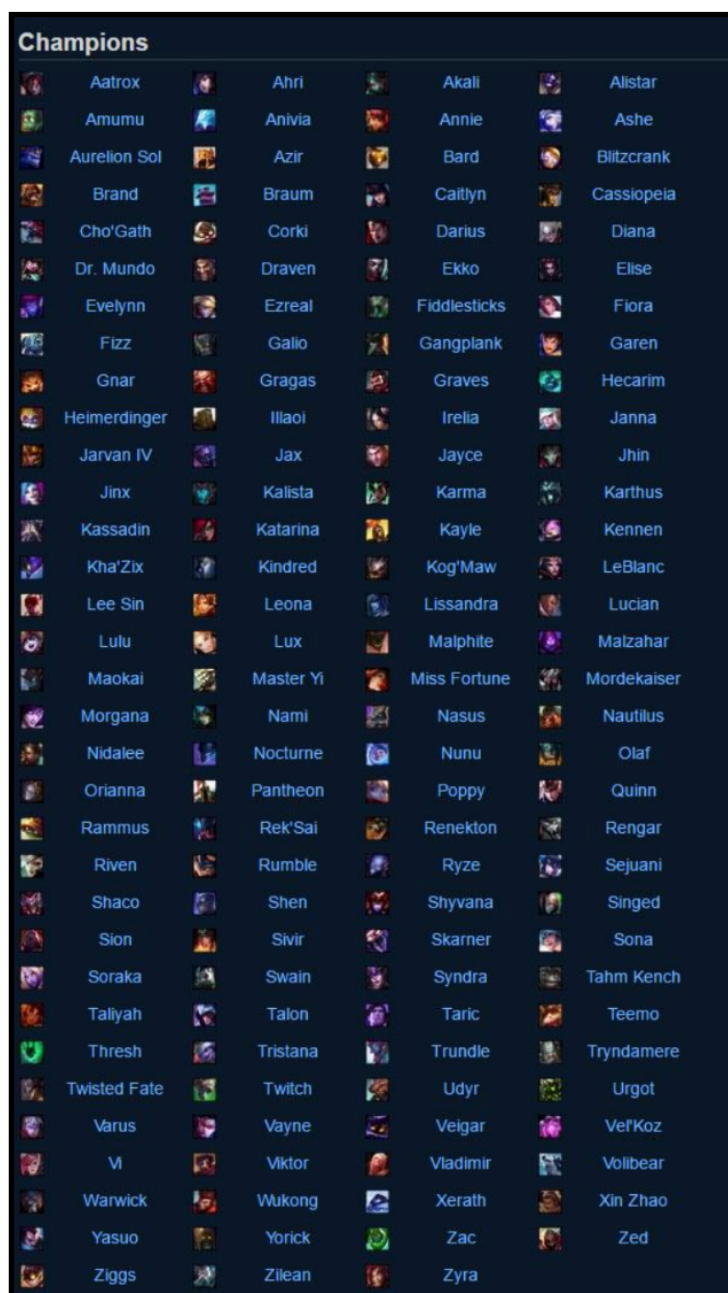 Champions
Aatrox Ahri Akali Alistar
Amumu Anivia Annie Ashe
Aurelion Sol Azir Bard Blitzcrank
Brand Braum Caitlyn Cassiopeia
Cho'Gath Corki Darius Diana
Dr. Mundo Draven Ekko Elise
Evelynn Ezreal Fiddlesticks Fiora
Fizz Galio Gangplank Garen
Gnar Gragas Graves Hecarim
Heimerdinger Illaoi Irelia Janna
Jarvan IV Jax Jayce Jhin
Jinx Kalista Karma Karthus
Kassadin Katarina Kayle Kennen
Kha'Zix Kindred Kog'Maw LeBlanc
Lee Sin Leona Lissandra Lucian
Lulu Lux Malphite Malzahar
Maokai Master Yi Miss Fortune Mordekaiser
Morgana Nami Nasus Nautilus
Nidalee Nocturne Nunu Olaf
Orianna Pantheon Poppy Quinn
Rammus Rek'Sai Renekton Rengar
Riven Rumble Ryze Sejuani
Shaco Shen Shyvana Singed
Sion Sivir Skarner Sona
Soraka Swain Syndra Tahm Kench
Taliyah Talon Taric Teemo
Thresh Tristana Trundle Tryndamere
Twisted Fate Twitch Udyr Urgot
Varus Vayne Veigar Vel'Koz
Vi Viktor Vladimir Volibear
Warwick Wukong Xerath Xin Zhao
Yasuo Yorick Zac Zed
Ziggs Zilean Zyra